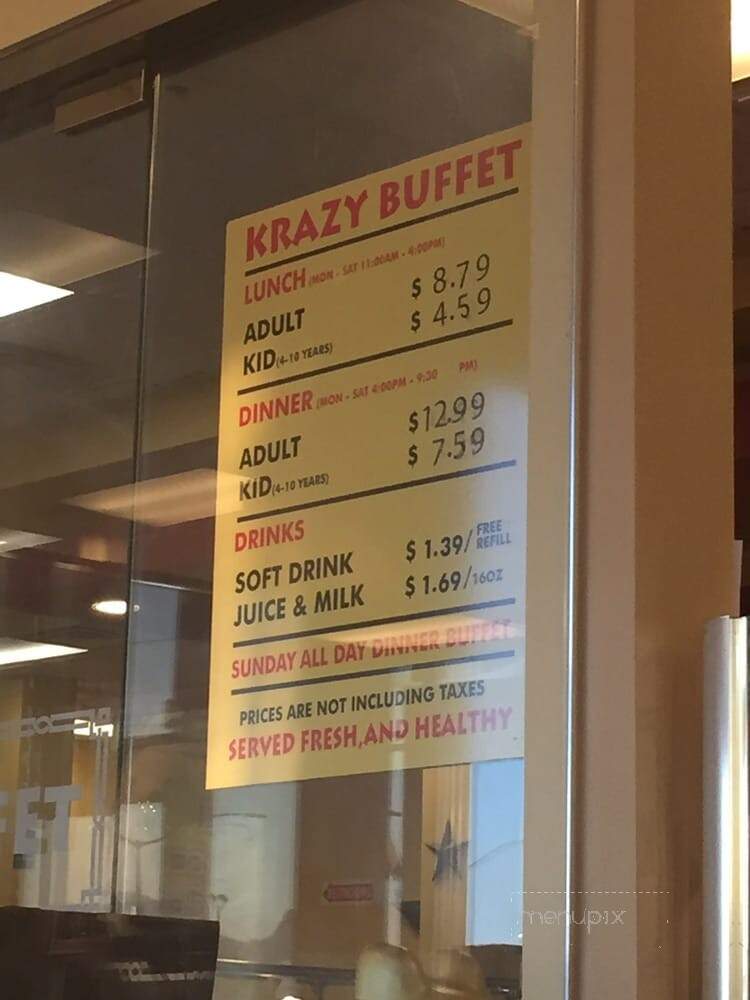 KRAZY BUFFET
LUNCH (MON - SAT 11:00AM - 4:00PM)
ADULT $ 8.79
KID (4-10 YEARS) $ 4.59
DINNER (MON - SAT 4:00PM - 9:30 PM)
ADULT $12.99
KID (4-10 YEARS) $ 7.59
DRINKS
SOFT DRINK $ 1.39/ FREE REFILL
JUICE & MILK $ 1.69/16OZ
SUNDAY ALL DAY DINNER BUFFET
PRICES ARE NOT INCLUDING TAXES
SERVED FRESH,AND HEALTHY
FET
menupix